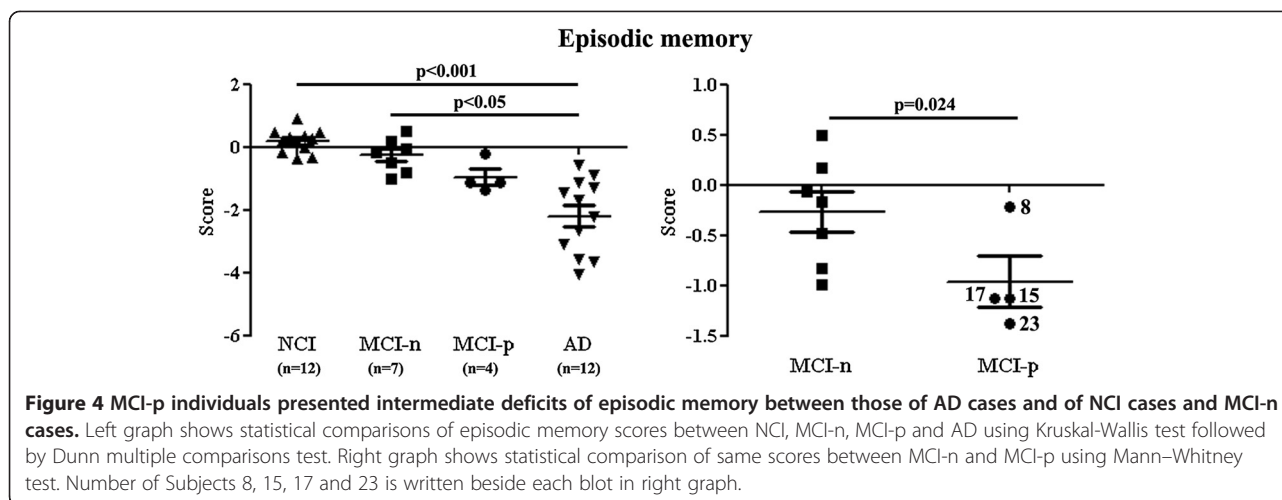 Episodic memory
p<0.001
p<0.05
2
0
-2
-4
-6
Score
NCI MCI-n MCI-p AD
(n=12) (n=7) (n=4) (n=12)
p=0.024
1.0
0.5
0.0
-0.5
-1.0
-1.5
Score
8
17 15
23
MCI-n MCI-p
Figure 4 MCI-p individuals presented intermediate deficits of episodic memory between those of AD cases and of NCI cases and MCI-n
cases. Left graph shows statistical comparisons of episodic memory scores between NCI, MCI-n, MCI-p and AD using Kruskal-Wallis test followed
by Dunn multiple comparisons test. Right graph shows statistical comparison of same scores between MCI-n and MCI-p using Mann–Whitney
test. Number of Subjects 8, 15, 17 and 23 is written beside each blot in right graph.